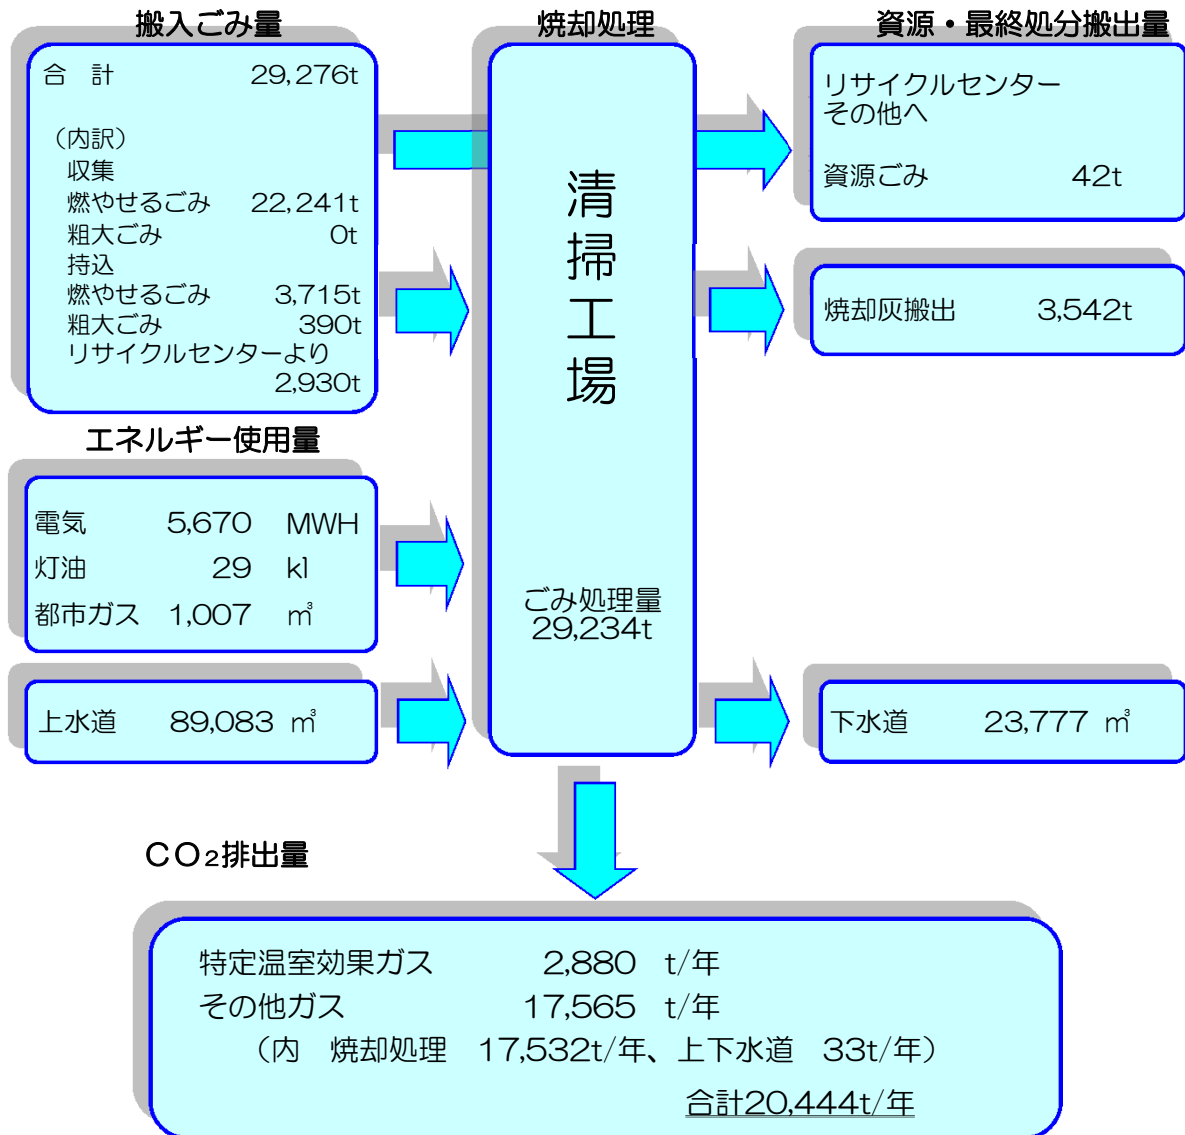 搬入ごみ量
合 計 29,276t
（内訳）
収集
燃やせるごみ 22,241t
粗大ごみ 0t
持込
燃やせるごみ 3,715t
粗大ごみ 390t
リサイクルセンターより
2,930t
エネルギー使用量
電気 5,670 MWH
灯油 29 kl
都市ガス 1,007 ㎥
上水道 89,083 ㎥
焼却処理
清掃工場
ごみ処理量
29,234t
資源・最終処分搬出量
リサイクルセンター
その他へ
資源ごみ 42t
焼却灰搬出 3,542t
下水道 23,777 ㎥
CO₂排出量
特定温室効果ガス 2,880 t/年
その他ガス 17,565 t/年
（内 焼却処理 17,532t/年、上下水道 33t/年）
合計20,444t/年